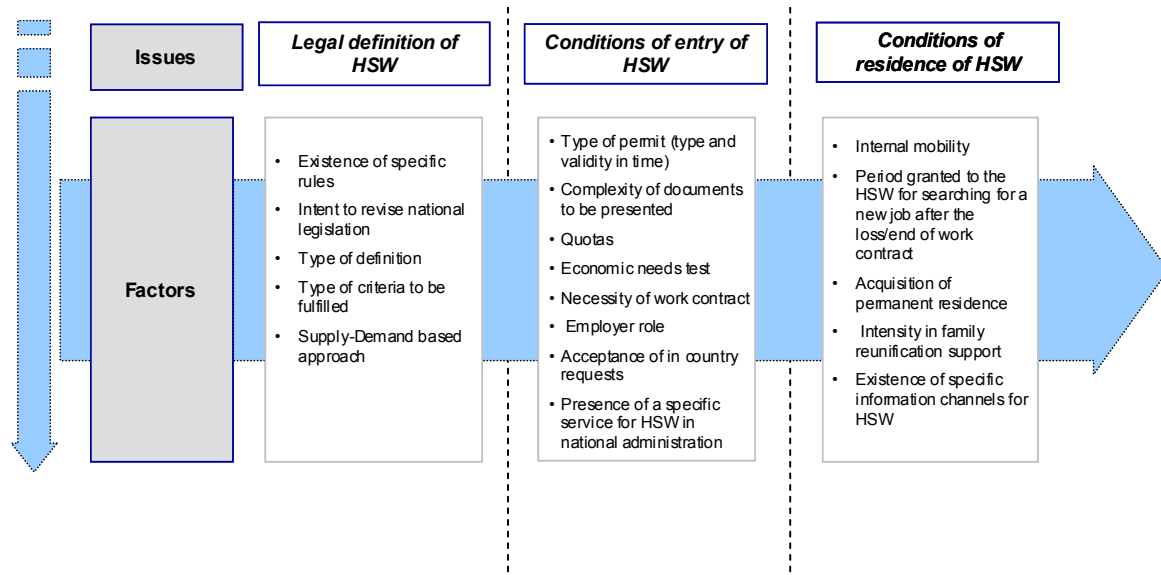 Issues
Legal definition of
HSW
Conditions of entry of
HSW
Conditions of
residence of HSW
Factors
• Existence of specific
rules
• Intent to revise national
legislation
• Type of definition
• Type of criteria to be
fulfilled
• Supply-Demand based
approach
• Type of permit (type and
validity in time)
• Complexity of documents
to be presented
• Quotas
• Economic needs test
• Necessity of work contract
• Employer role
• Acceptance of in country
requests
• Presence of a specific
service for HSW in
national administration
• Internal mobility
• Period granted to the
HSW for searching for a
new job after the
loss/end of work
contract
• Acquisition of
permanent residence
• Intensity in family
reunification support
• Existence of specific
information channels for
HSW